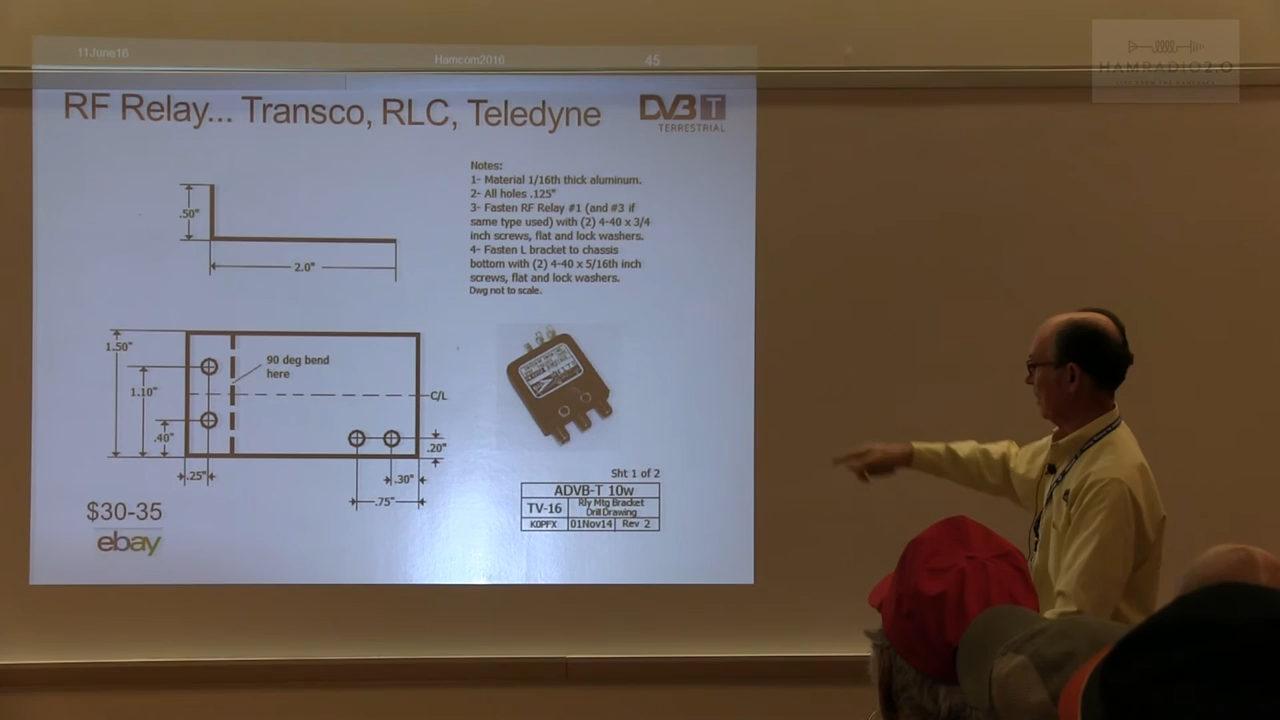 11June16
Hamcom2016
45
HAMRADIO2.0
RF Relay... Transco, RLC, Teledyne
DVB T
TERRESTRIAL
Notes:
1- Material 1/16th thick aluminum.
2- All holes .125"
3- Fasten RF Relay #1 (and #3 if
same type used) with (2) 4-40 x 3/4
inch screws, flat and lock washers.
4- Fasten L bracket to chassis
bottom with (2) 4-40 x 5/16th inch
screws, flat and lock washers.
Dwg not to scale.
.50"
2.0"
1.50"
1.10"
.40"
.25"
90 deg bend
here
C/L
.20"
.30"
.75"
$30-35
ebay
Sht 1 of 2
ADVB-T 10w
TV-16
Rly Mtg Bracket
Drill Drawing
K0PFX
01Nov14
Rev 2